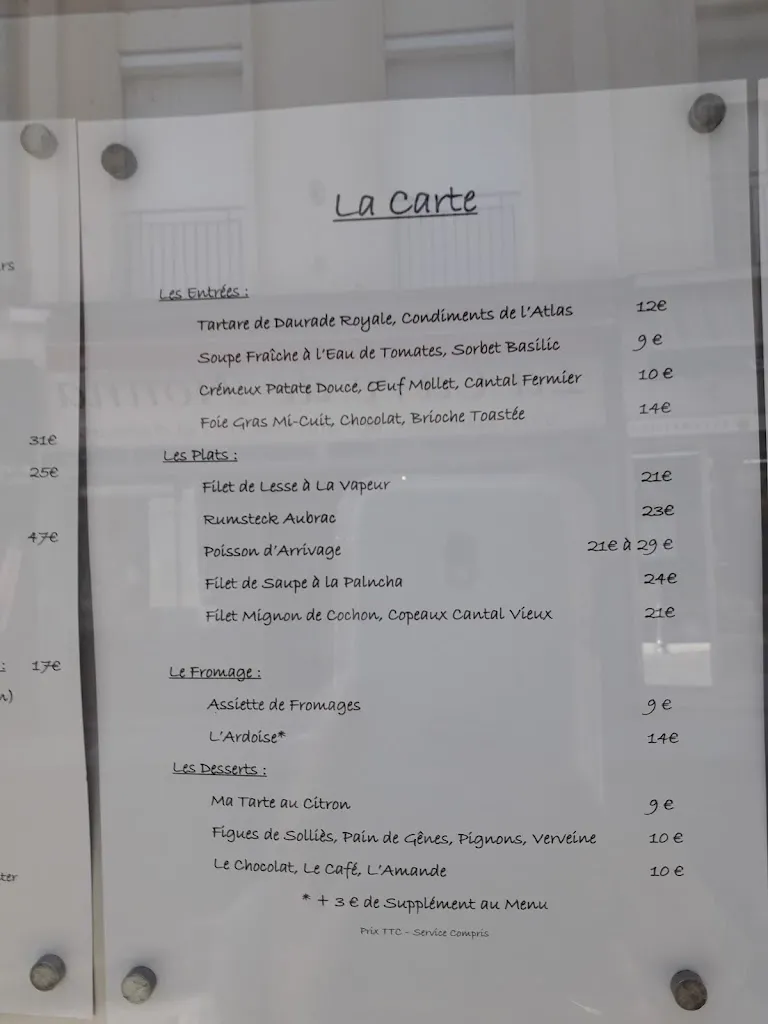 La Carte
Les Entrées :
Tartare de Daurade Royale, Condiments de l'Atlas 12€
Soupe Fraîche à l'Eau de Tomates, Sorbet Basilic 9 €
Crémeux Patate Douce, Œuf Mollet, Cantal Fermier 10 €
Foie Gras Mi-Cuit, Chocolat, Brioche Toastée 14€
Les Plats :
Filet de Lesse à La Vapeur 21€
Rumsteck Aubrac 23€
Poisson d'Arrivage 21€ à 29 €
Filet de Saupe à la Palncha 24€
Filet Mignon de Cochon, Copeaux Cantal Vieux 21€
Le Fromage :
Assiette de Fromages 9 €
L'Ardoise* 14€
Les Desserts :
Ma Tarte au Citron 9 €
Figues de Solliès, Pain de Gênes, Pignons, Verveine 10 €
Le Chocolat, Le Café, L'Amande 10 €
* + 3 € de Supplément au Menu
Prix TTC – Service Compris
31€
25€
47€
: 17€